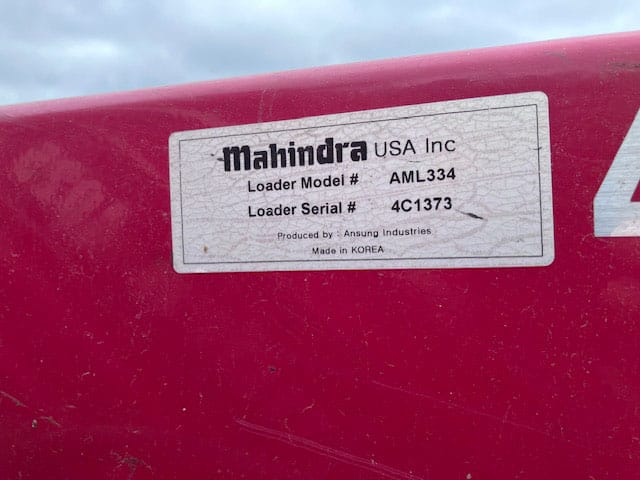 Mahindra USA Inc
Loader Model # AML334
Loader Serial # 4C1373
Produced by : Ansung Industries
Made in KOREA